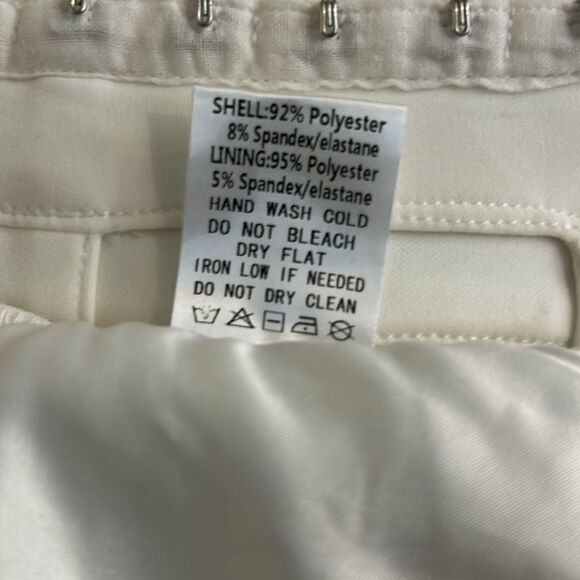 SHELL:92% Polyester
8% Spandex/elastane
LINING:95% Polyester
5% Spandex/elastane
HAND WASH COLD
DO NOT BLEACH
DRY FLAT
IRON LOW IF NEEDED
DO NOT DRY CLEAN